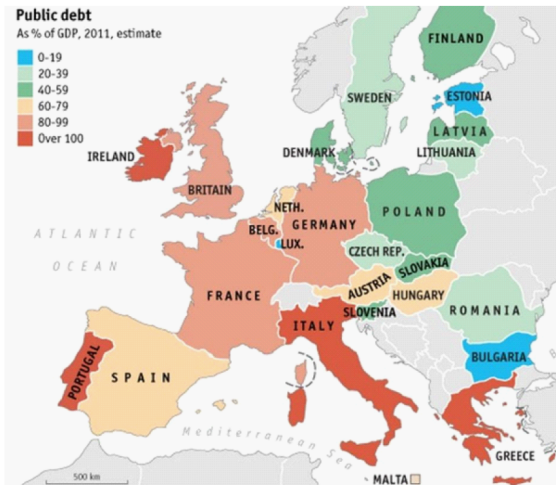 Public debt
As % of GDP, 2011, estimate
0-19
20-39
40-59
60-79
80-99
Over 100
FINLAND
SWEDEN
ESTONIA
LATVIA
LITHUANIA
DENMARK
IRELAND
BRITAIN
NETH.
BELG.
LUX.
GERMANY
POLAND
CZECH REP.
SLOVAKIA
ATLANTIC
OCEAN
FRANCE
AUSTRIA
HUNGARY
SLOVENIA
ROMANIA
ITALY
BULGARIA
PORTUGAL
SPAIN
Mediterranean Sea
GREECE
MALTA
500 km